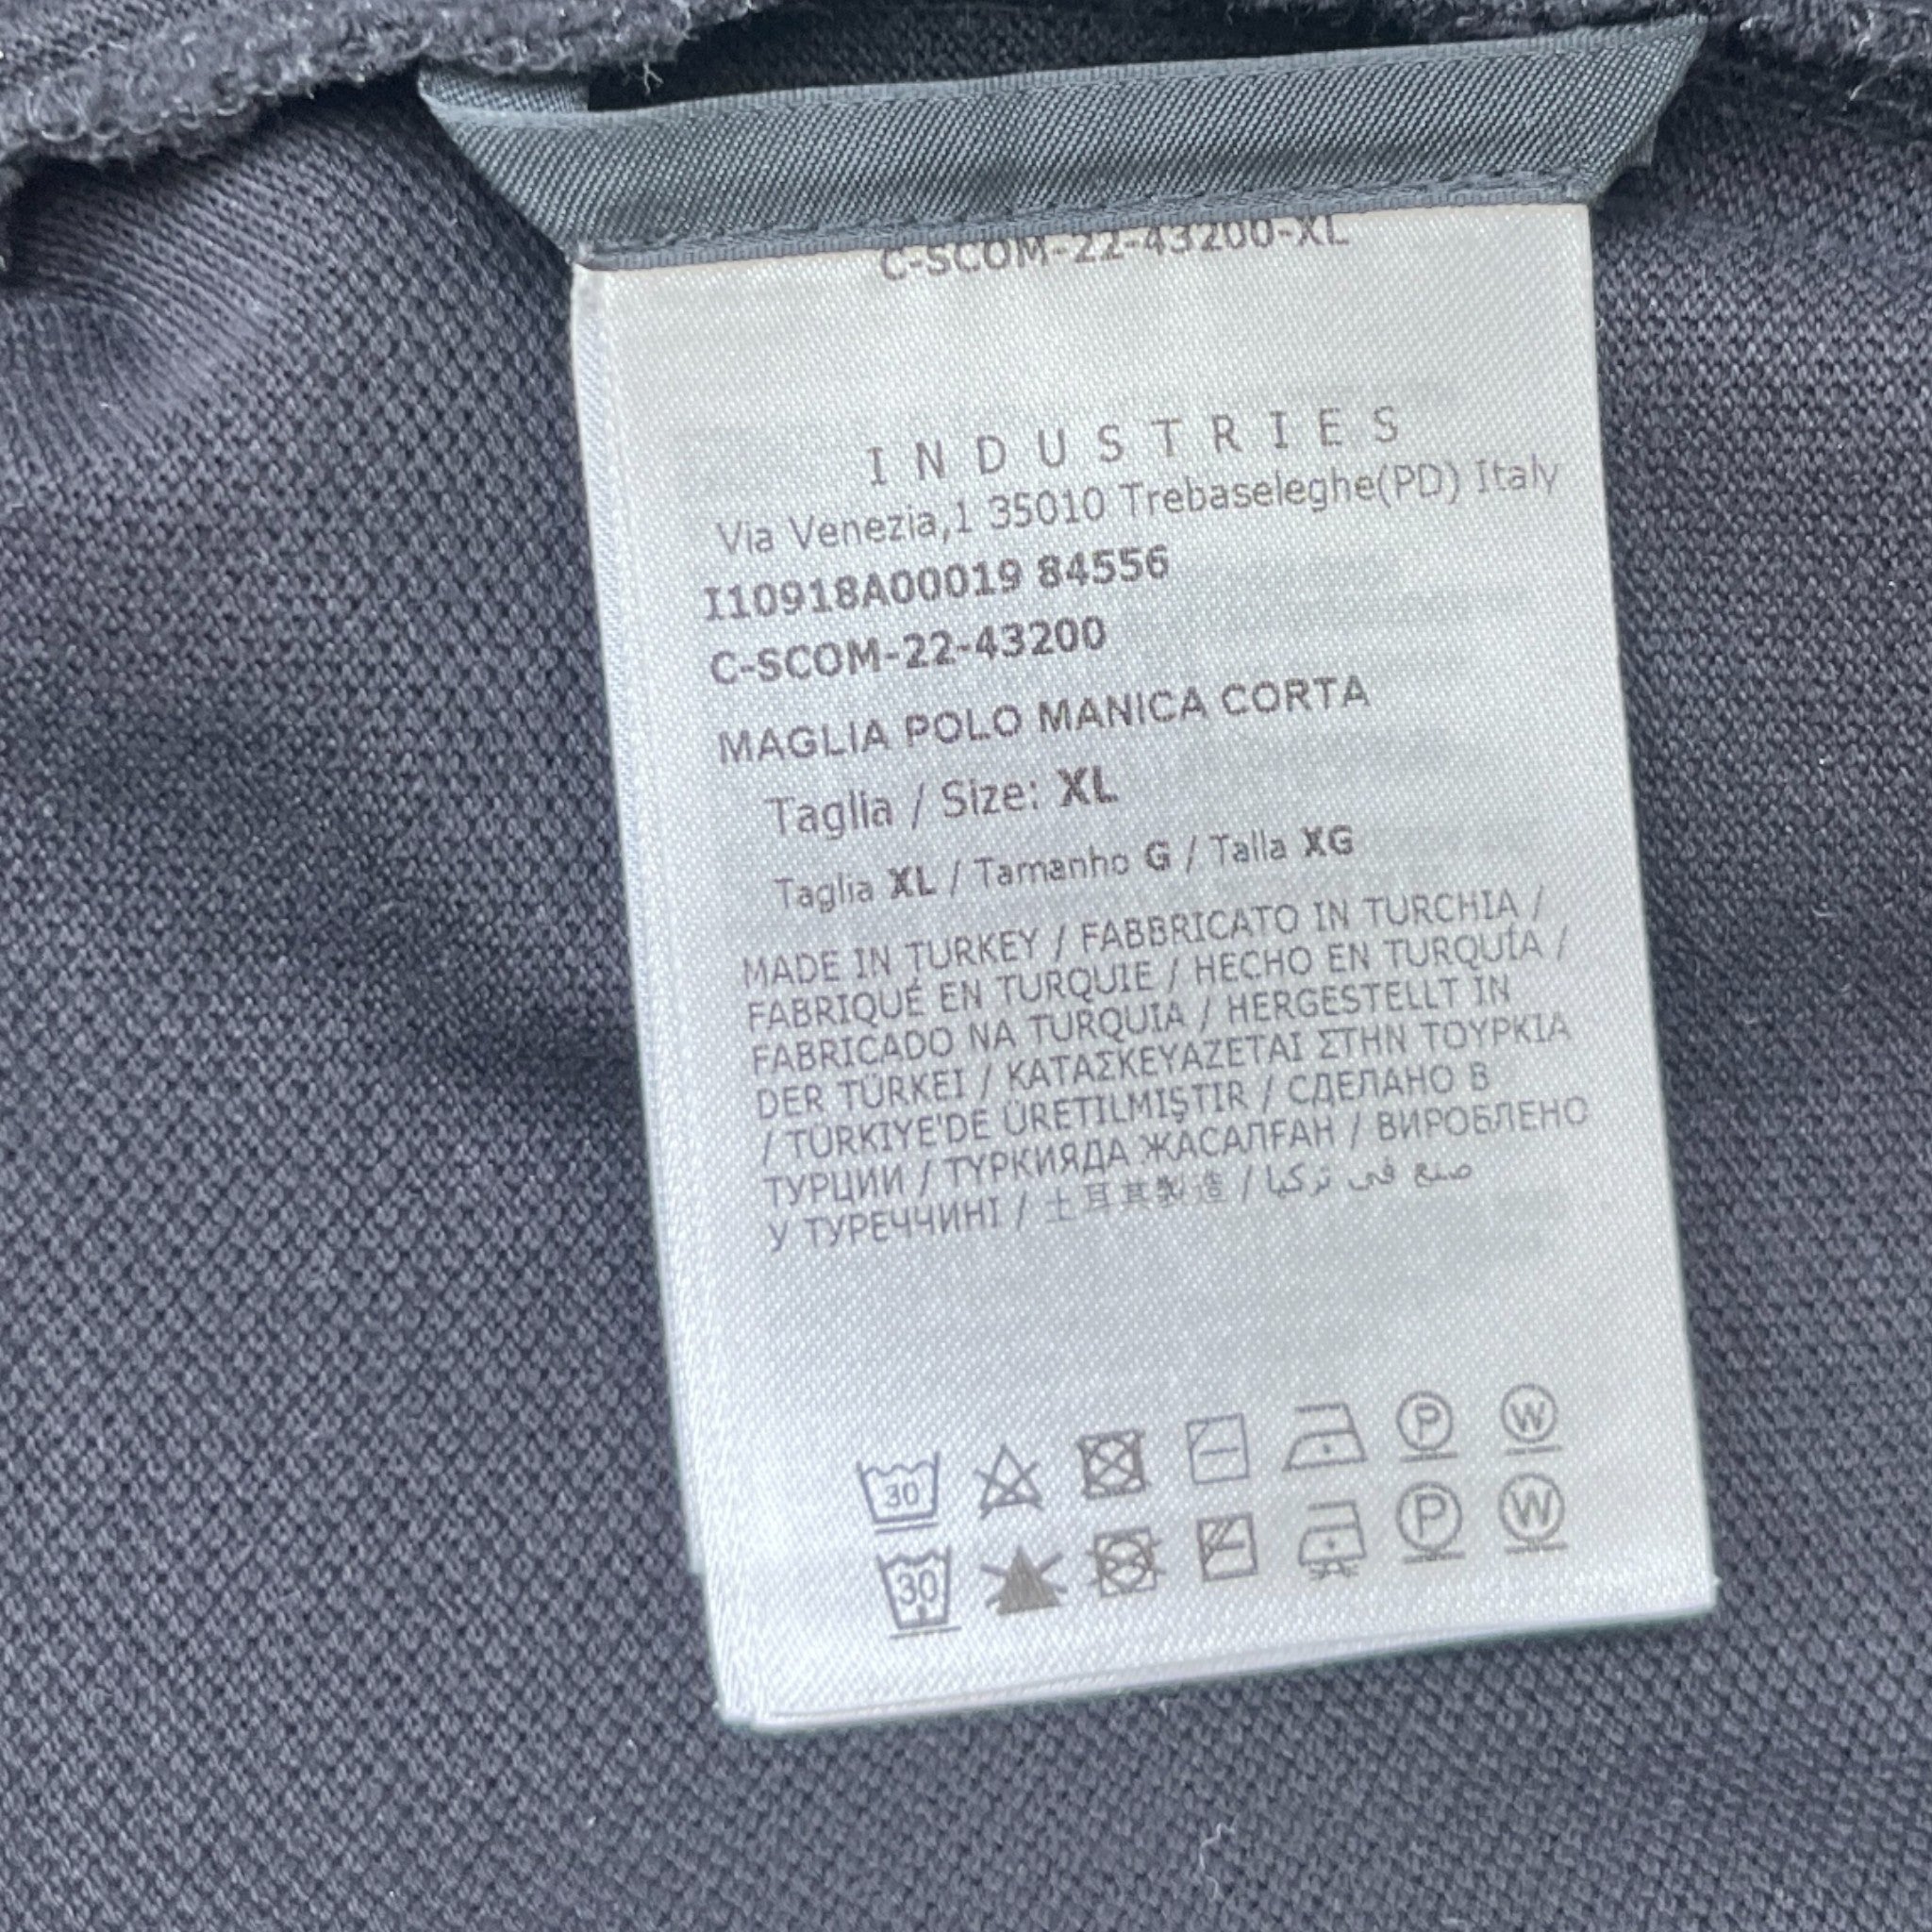 C-SCOM-22-43200-XL
INDUSTRIES
Via Venezia,1 35010 Trebaseleghe(PD) Italy
I10918A00019 84556
C-SCOM-22-43200
MAGLIA POLO MANICA CORTA
Taglia / Size: XL
Taglia XL / Tamanho G / Talla XG
MADE IN TURKEY / FABBRICATO IN TURCHIA /
FABRIQUÉ EN TURQUIE / HECHO EN TURQUÍA /
FABRICADO NA TURQUIA / HERGESTELLT IN
DER TÜRKEI / ΚΑΤΑΣΚΕΥΑΖΕΤΑΙ ΣΤΗΝ ΤΟΥΡΚΙΑ
/ TÜRKIYE'DE ÜRETILMIŞTIR / СДЕЛАНО В
ТУРЦИИ / ТҮРКИЯДА ЖАСАЛҒАН / ВИРОБЛЕНО
У ТУРЕЧЧИНІ / 土耳其製造 / صنع في تركيا
30 P W
30 P W